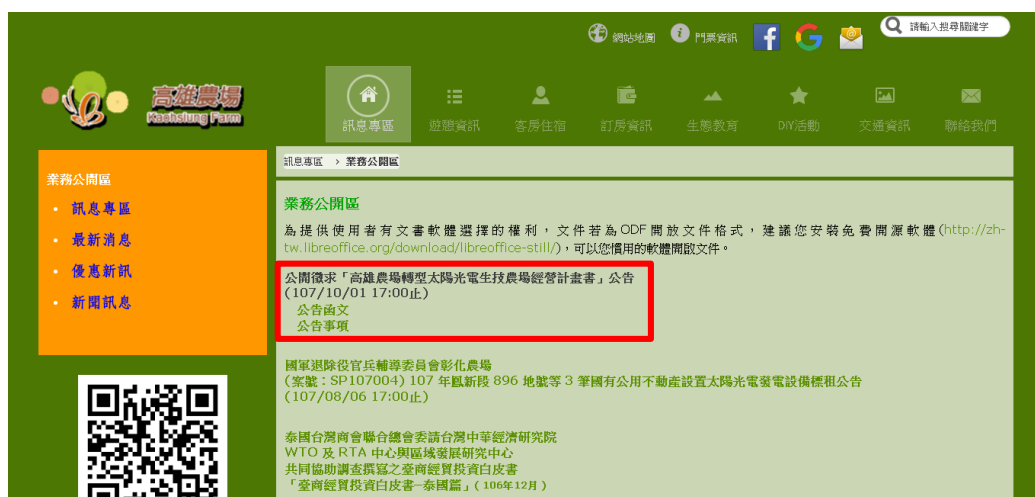 網站地圖 門票資訊 請輸入搜尋關鍵字
高雄農場
Kaohsiung Farm
訊息專區 遊憩資訊 客房住宿 訂房資訊 生態教育 DIY活動 交通資訊 聯絡我們
業務公開區
訊息專區
最新消息
優惠新訊
新聞訊息
訊息專區 › 業務公開區
業務公開區
為提供使用者有文書軟體選擇的權利，文件若為ODF開放文件格式，建議您安裝免費開源軟體(http://zh-
tw.libreoffice.org/download/libreoffice-still/)，可以您慣用的軟體開啟文件。
公開徵求「高雄農場轉型太陽光電生技農場經營計畫書」公告
(107/10/01 17:00止)
公告函文
公告事項
國軍退除役官兵輔導委員會彰化農場
(案號：SP107004) 107 年鳳新段 896 地號等 3 筆國有公用不動產設置太陽光電發電設備標租公告
(107/08/06 17:00止)
泰國台灣商會聯合總會委請台灣中華經濟研究院
WTO 及 RTA 中心與區域發展研究中心
共同協助調查撰寫之臺商經貿投資白皮書
「臺商經貿投資白皮書─泰國篇」( 106年12月 )